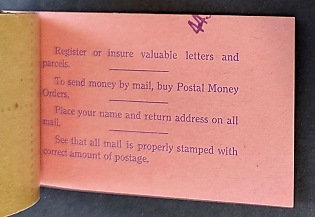 Register or insure valuable letters and
parcels.
To send money by mail, buy Postal Money
Orders.
Place your name and return address on all
mail.
See that all mail is properly stamped with
correct amount of postage.